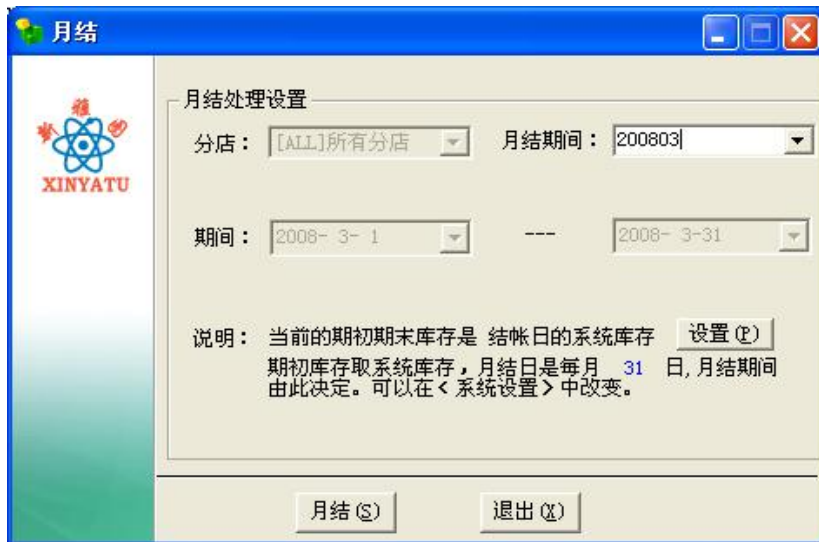 月结
XINYATU
月结处理设置
分店： [ALL]所有分店 月结期间： 200803
期间： 2008- 3- 1 --- 2008- 3-31
说明： 当前的期初期末库存是 结帐日的系统库存 设置(P)
期初库存取系统库存，月结日是每月 31 日,月结期间
由此决定。可以在<系统设置>中改变。
月结(S) 退出(X)